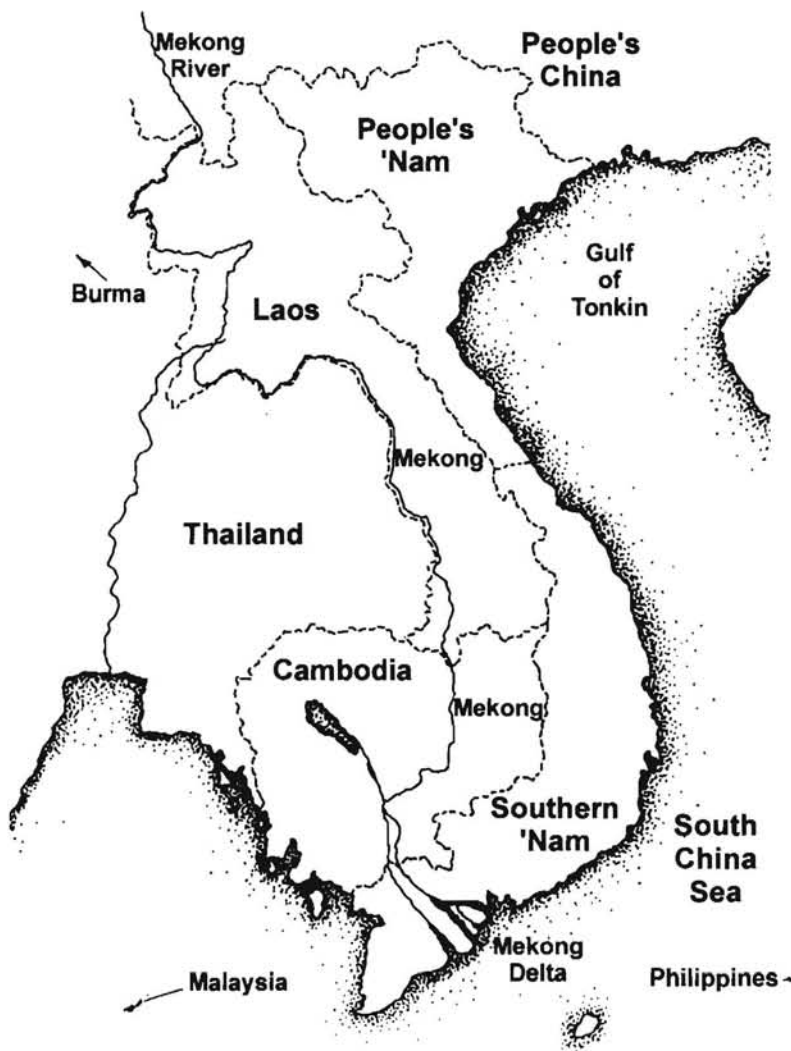 Mekong
River
People's
China
People's
'Nam
Gulf
of
Tonkin
Burma
Laos
Mekong
Thailand
Cambodia
Mekong
Southern
'Nam
South
China
Sea
Mekong
Delta
Malaysia
Philippines